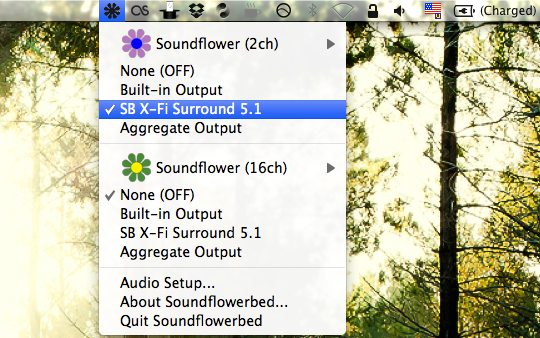 OS (Charged)
Soundflower (2ch)
None (OFF)
Built-in Output
✓ SB X-Fi Surround 5.1
Aggregate Output
Soundflower (16ch)
✓ None (OFF)
Built-in Output
SB X-Fi Surround 5.1
Aggregate Output
Audio Setup...
About Soundflowerbed...
Quit Soundflowerbed